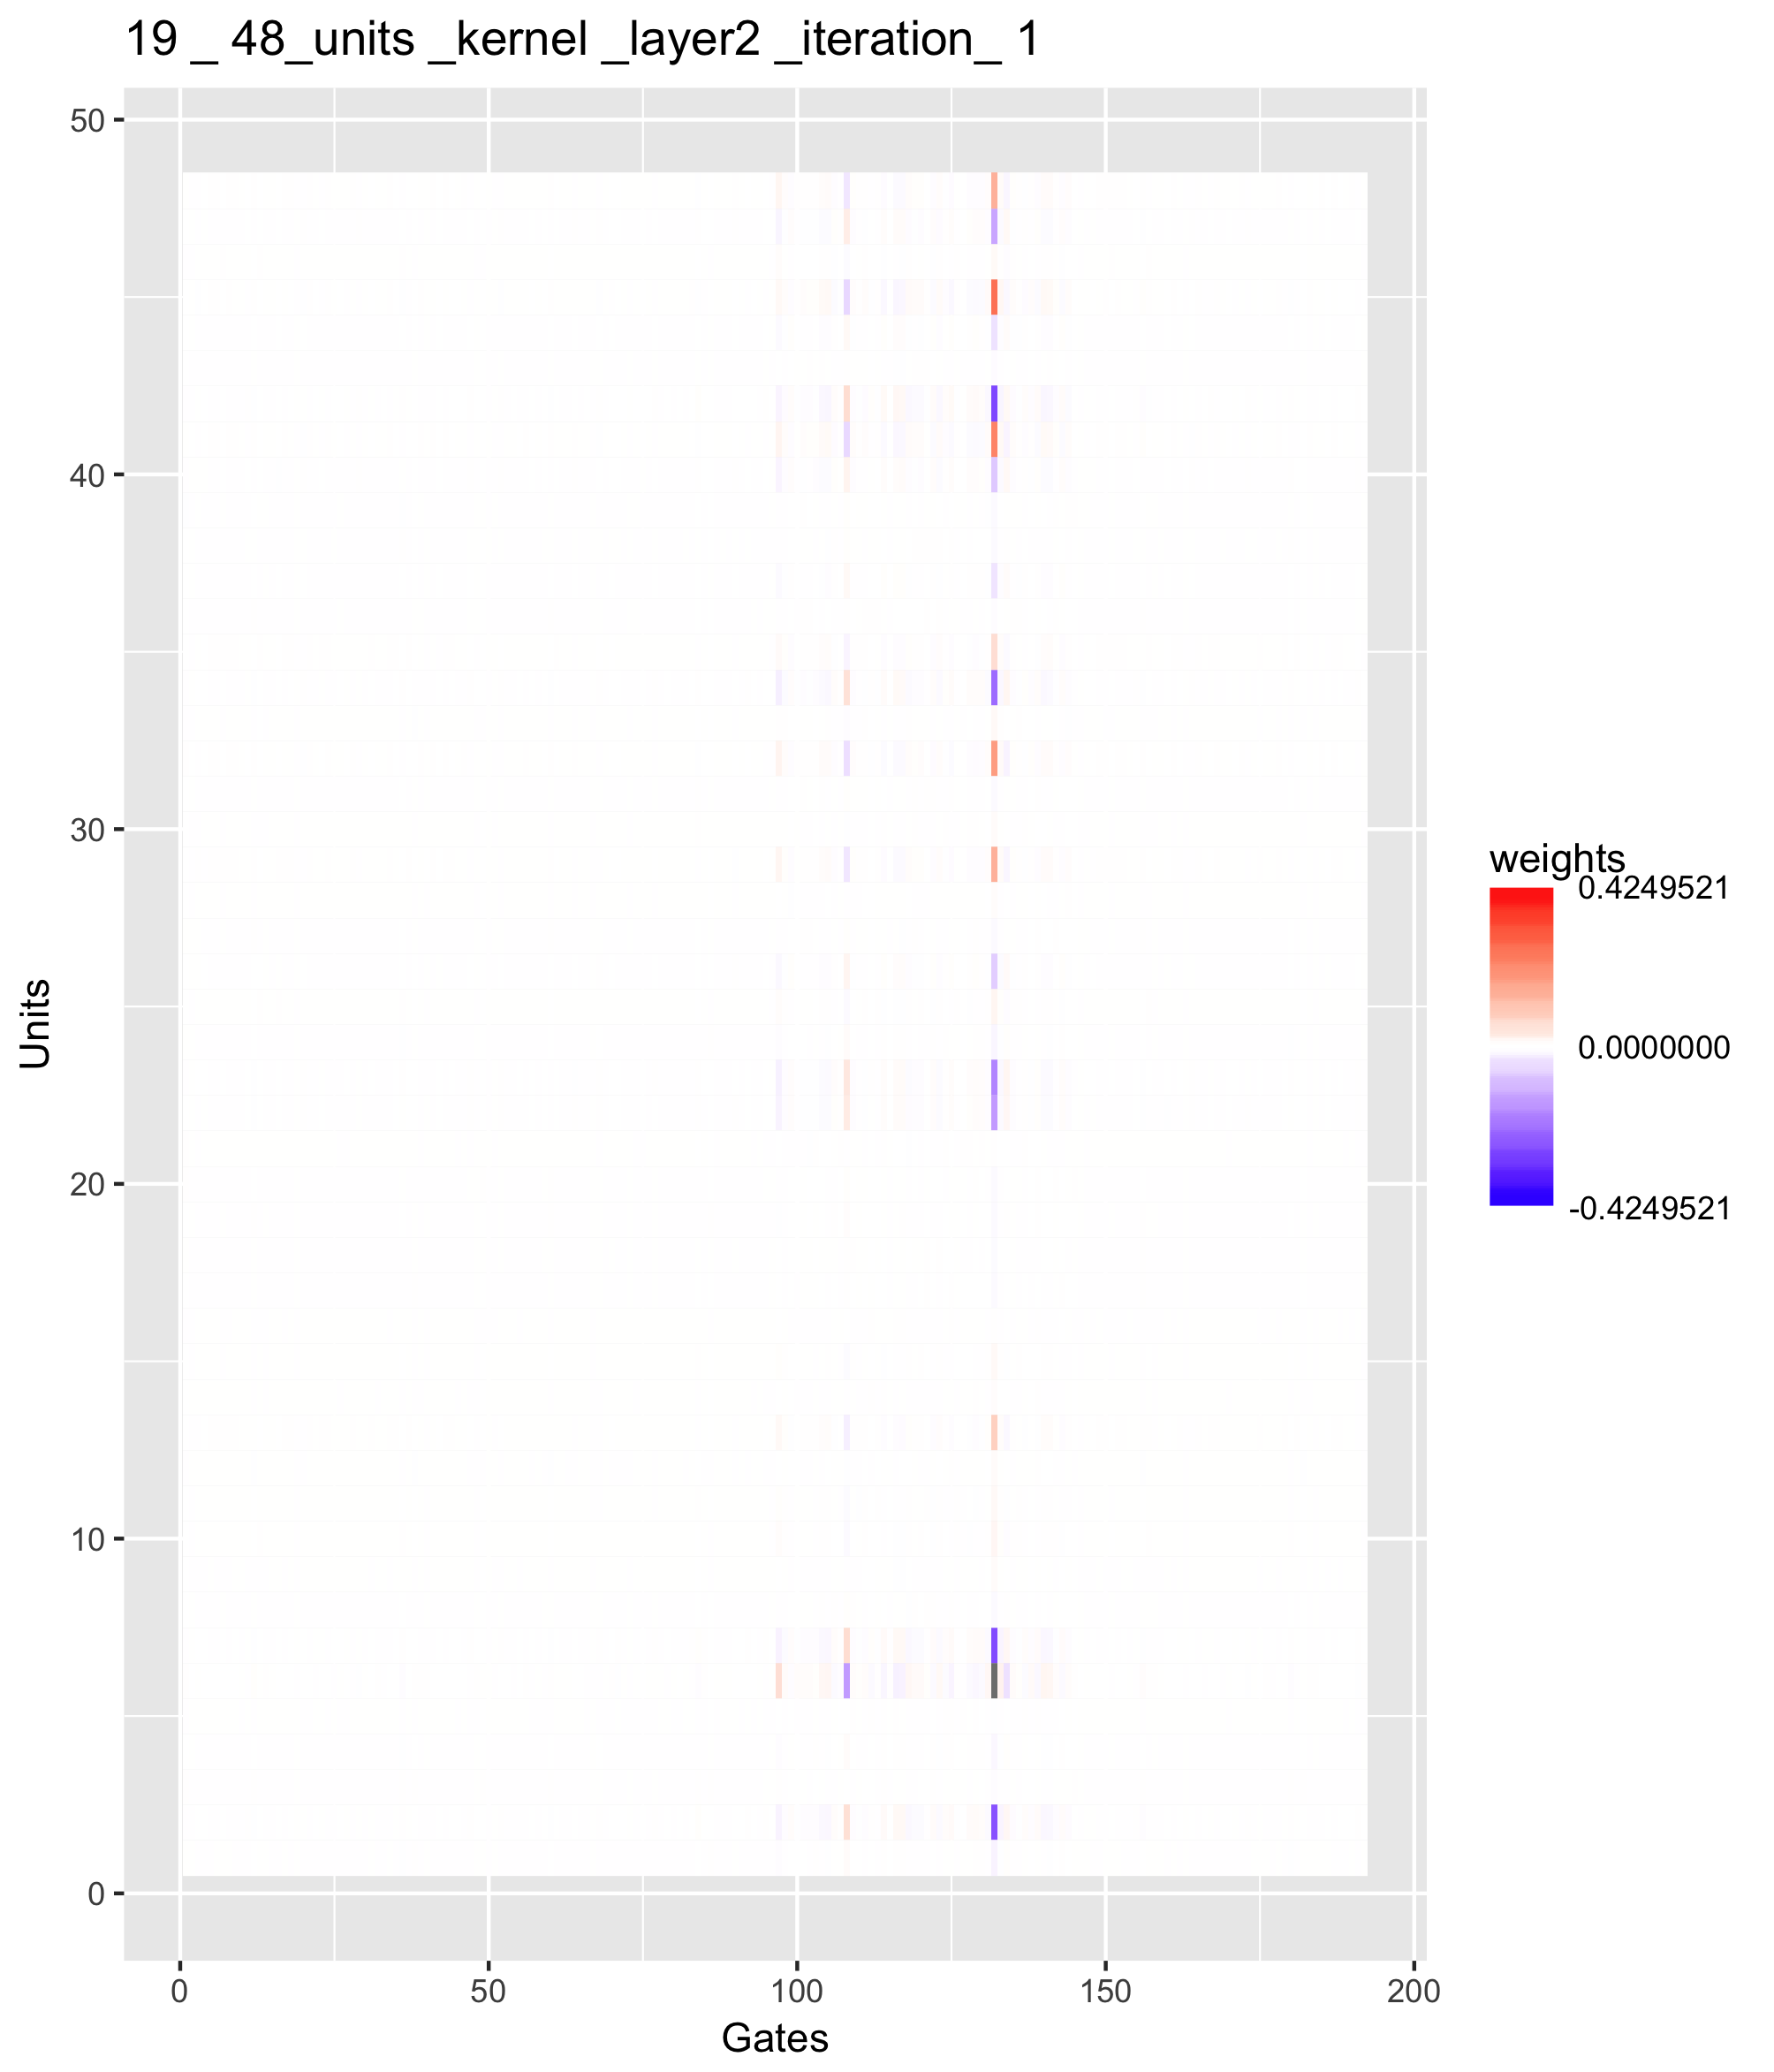 19 _ 48_units _kernel _layer2 _iteration_ 1
50
40
30
20
10
0
Units
0 50 100 150 200
Gates
weights
0.4249521
0.0000000
-0.4249521